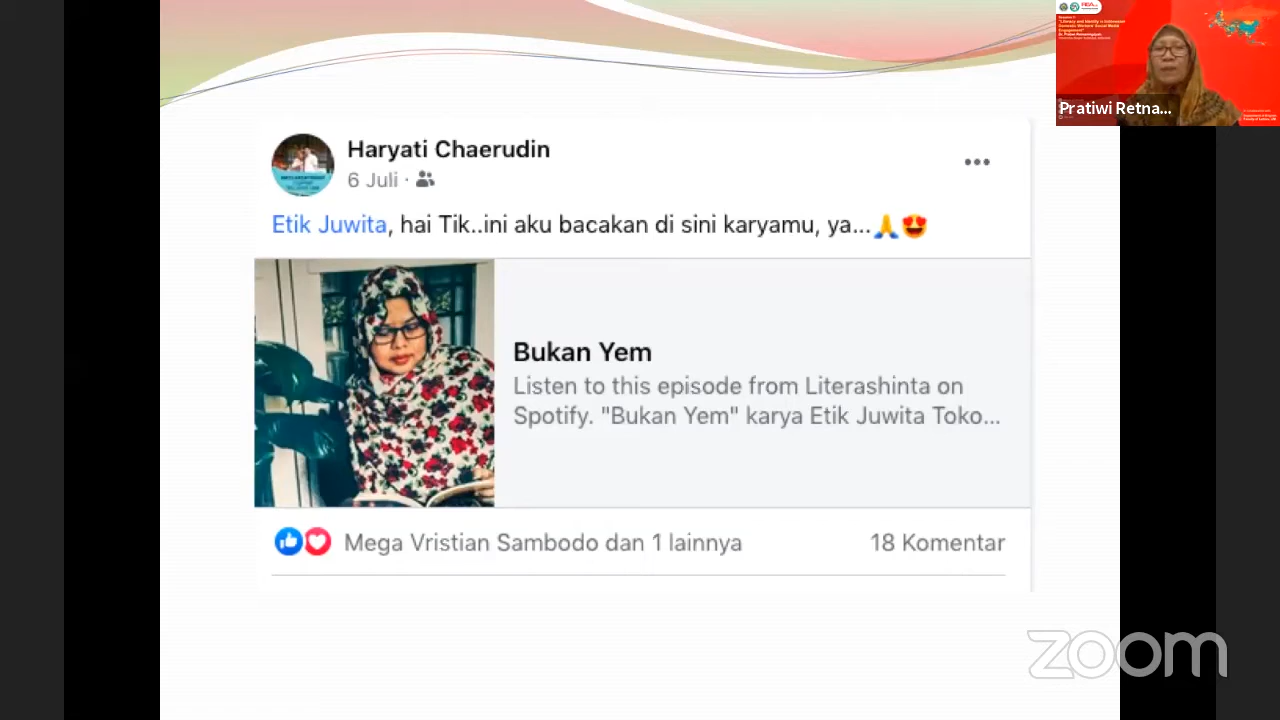 Haryati Chaerudin
6 Juli ·
Etik Juwita, hai Tik..ini aku bacakan di sini karyamu, ya...🙏😍
Bukan Yem
Listen to this episode from Literashinta on
Spotify. "Bukan Yem" karya Etik Juwita Toko...
Mega Vristian Sambodo dan 1 lainnya
18 Komentar
Pratiwi Retna...
zoom